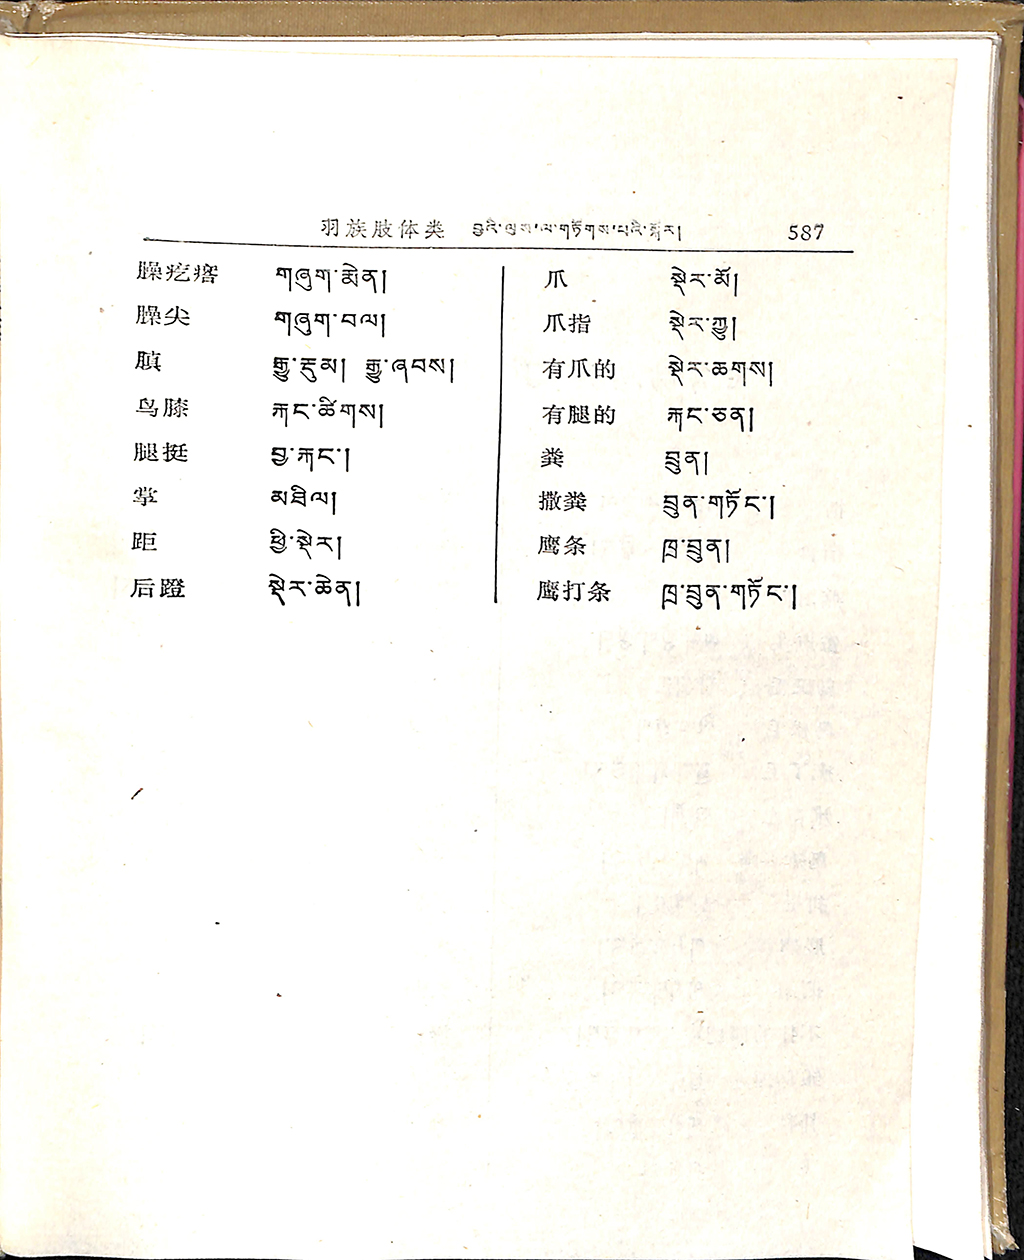 羽族肢体类 བྱའི་ལུས་ལ་གཏོགས་པའི་སྐོར། 587
臊疙瘩 གཞུག་མེན།
臊尖 གཞུག་བལ།
䐜 རྒྱུ་རྡུམ། རྒྱུ་ཞབས།
鸟膝 རྐང་ཚིགས།
腿挺 བྱ་རྐང་།
掌 མཐིལ།
距 ཕྱི་སྡེར།
后蹬 སྡེར་ཆེན།
爪 སྡེར་མོ།
爪指 སྡེར་ཀྱུ།
有爪的 སྡེར་ཆགས།
有腿的 རྐང་ཅན།
粪 བྲུན།
撒粪 བྲུན་གཏོང་།
鹰条 ཁྲ་བྲུན།
鹰打条 ཁྲ་བྲུན་གཏོང་།